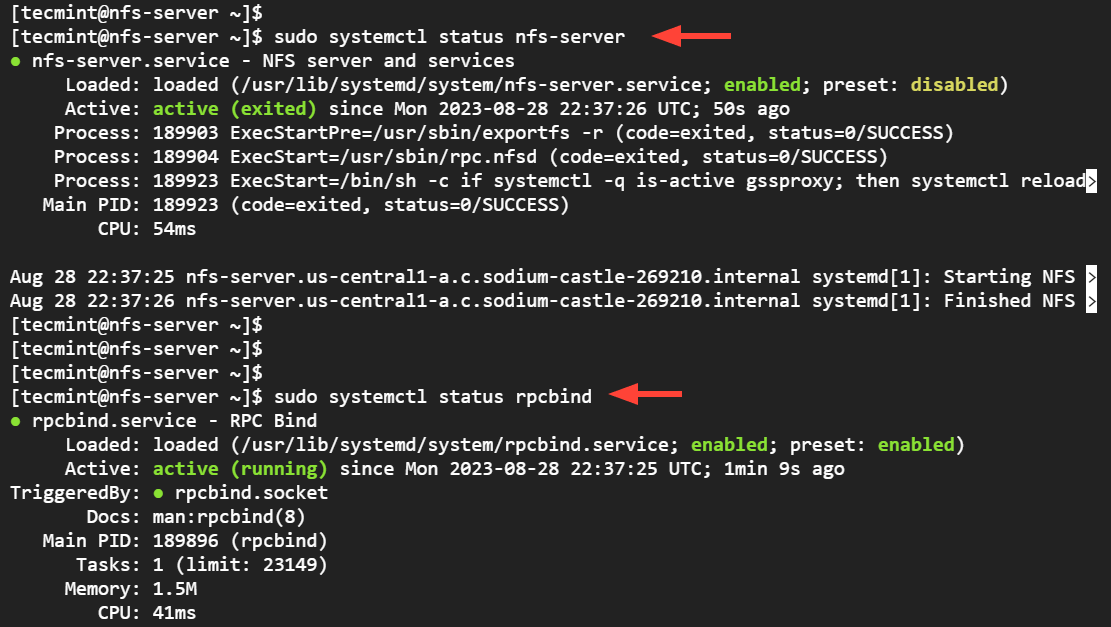 [tecmint@nfs-server ~]$
[tecmint@nfs-server ~]$ sudo systemctl status nfs-server
● nfs-server.service - NFS server and services
     Loaded: loaded (/usr/lib/systemd/system/nfs-server.service; enabled; preset: disabled)
     Active: active (exited) since Mon 2023-08-28 22:37:26 UTC; 50s ago
    Process: 189903 ExecStartPre=/usr/sbin/exportfs -r (code=exited, status=0/SUCCESS)
    Process: 189904 ExecStart=/usr/sbin/rpc.nfsd (code=exited, status=0/SUCCESS)
    Process: 189923 ExecStart=/bin/sh -c if systemctl -q is-active gssproxy; then systemctl reload>
   Main PID: 189923 (code=exited, status=0/SUCCESS)
        CPU: 54ms

Aug 28 22:37:25 nfs-server.us-central1-a.c.sodium-castle-269210.internal systemd[1]: Starting NFS >
Aug 28 22:37:26 nfs-server.us-central1-a.c.sodium-castle-269210.internal systemd[1]: Finished NFS >
[tecmint@nfs-server ~]$
[tecmint@nfs-server ~]$
[tecmint@nfs-server ~]$
[tecmint@nfs-server ~]$ sudo systemctl status rpcbind
● rpcbind.service - RPC Bind
     Loaded: loaded (/usr/lib/systemd/system/rpcbind.service; enabled; preset: enabled)
     Active: active (running) since Mon 2023-08-28 22:37:25 UTC; 1min 9s ago
TriggeredBy: ● rpcbind.socket
       Docs: man:rpcbind(8)
   Main PID: 189896 (rpcbind)
      Tasks: 1 (limit: 23149)
     Memory: 1.5M
        CPU: 41ms